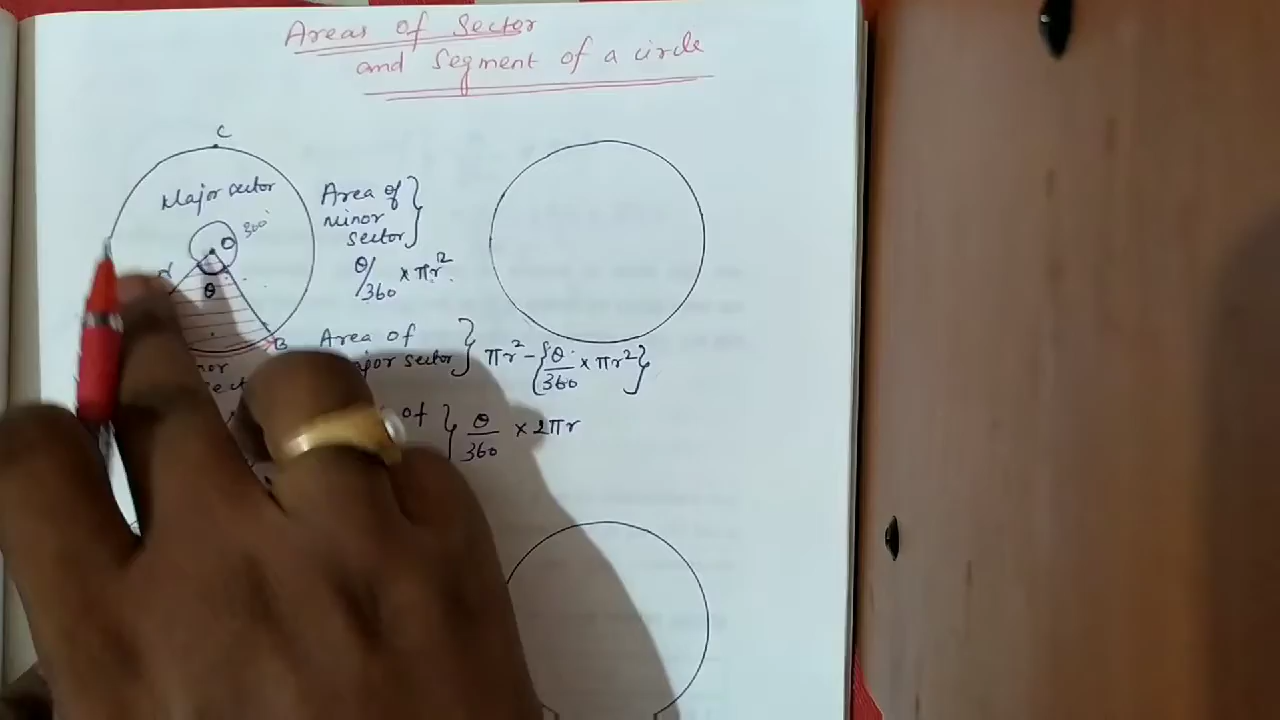 Areas of Sector
and Segment of a circle
C
Major sector
O
360°
θ
B
Area of
minor
sector }
θ/360 × πr²
Area of
sector } πr² - { θ/360 × πr² }
of } θ/360 × 2πr